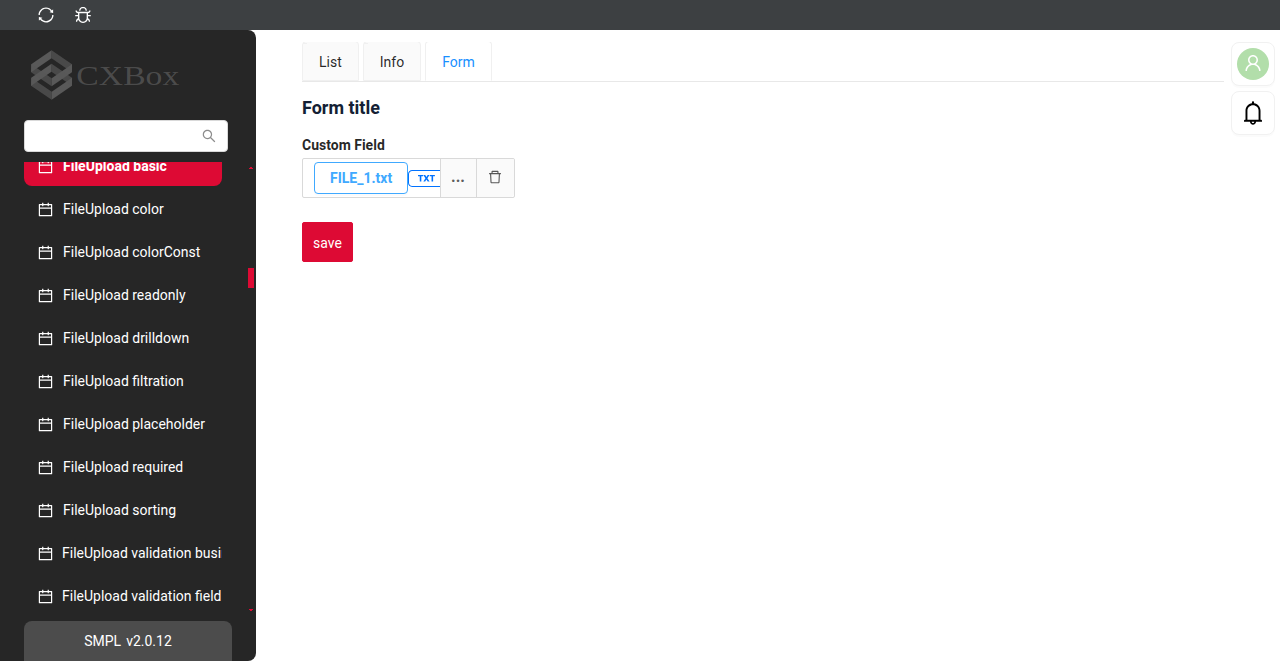 CXBox
FileUpload basic
FileUpload color
FileUpload colorConst
FileUpload readonly
FileUpload drilldown
FileUpload filtration
FileUpload placeholder
FileUpload required
FileUpload sorting
FileUpload validation busi
FileUpload validation field
SMPL v2.0.12
List Info Form
Form title
Custom Field
FILE_1.txt TXT ...
save